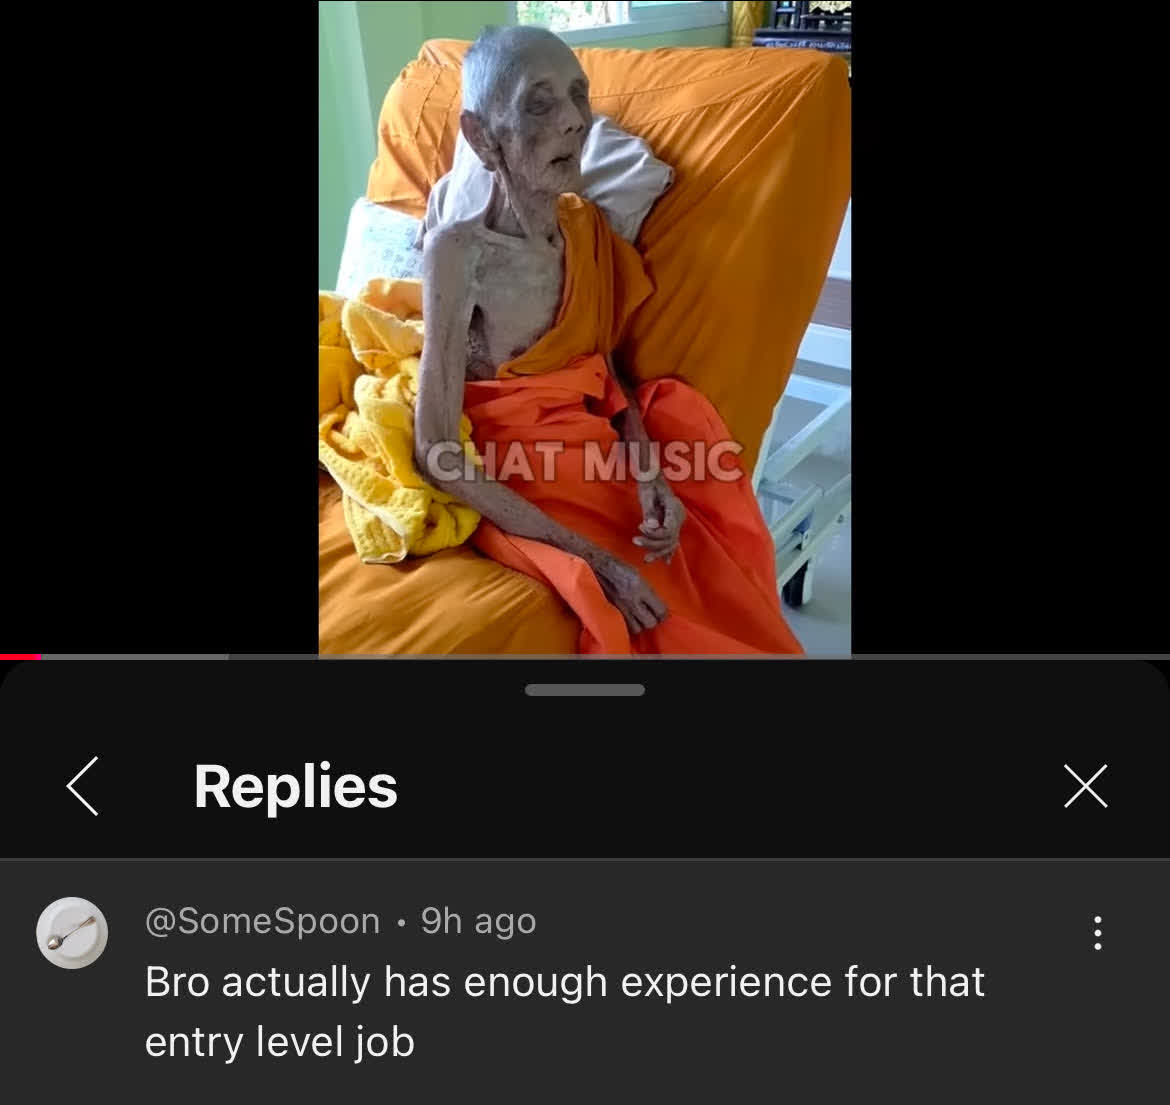 CHAT MUSIC
Replies
@SomeSpoon • 9h ago
Bro actually has enough experience for that
entry level job